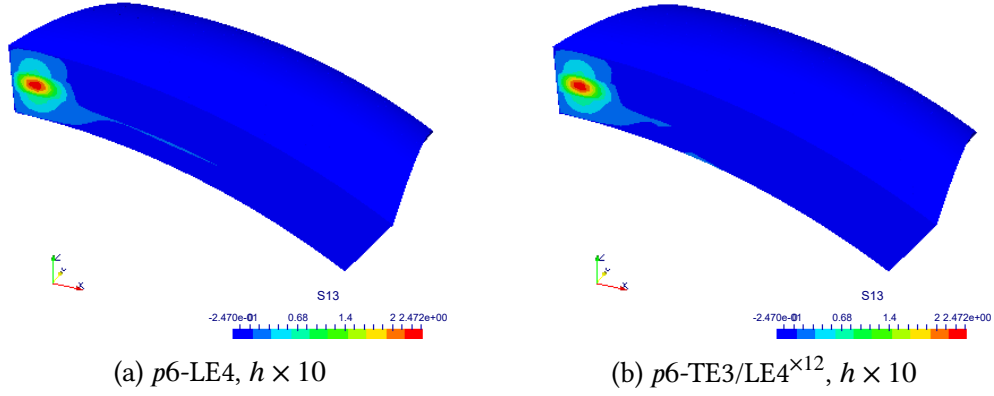 S13
-2.470e-01 0.68 1.4 2 2.472e+00
S13
-2.470e-01 0.68 1.4 2 2.472e+00
(a) p6-LE4, h × 10
(b) p6-TE3/LE4×12, h × 10